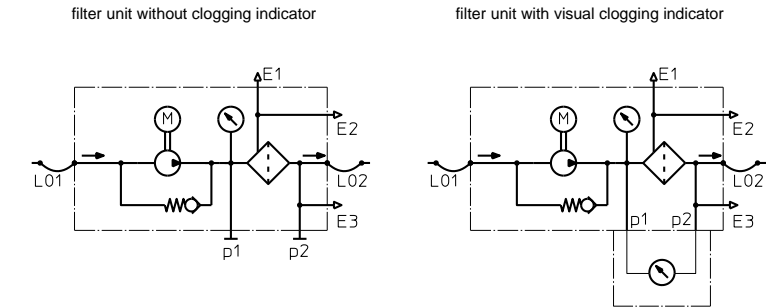 filter unit without clogging indicator
filter unit with visual clogging indicator
E1
M
E2
L01
L02
E3
p1
p2
E1
M
E2
L01
L02
p1
p2
E3